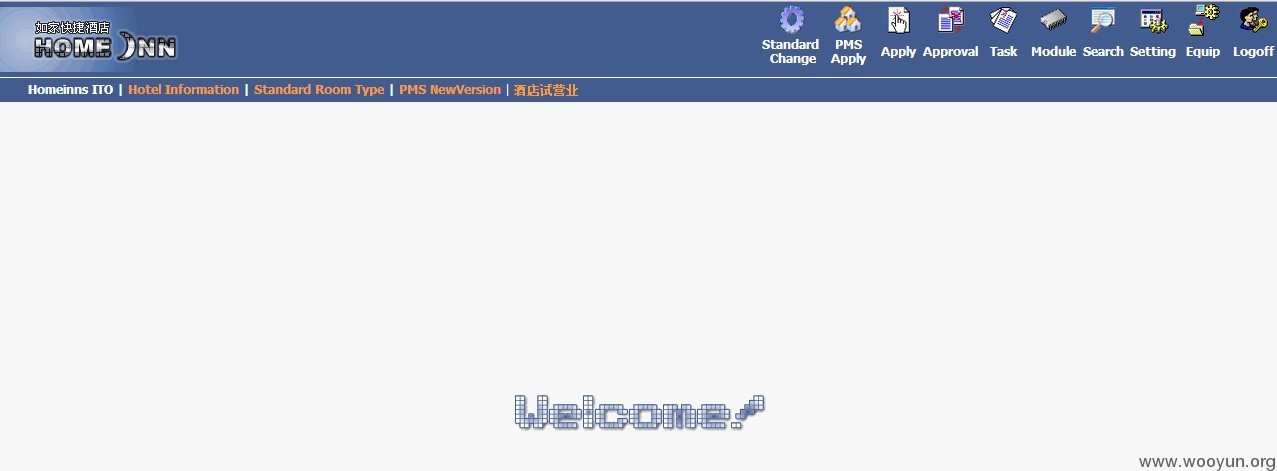 如家快捷酒店
HOME INN
Standard Change
PMS Apply
Apply
Approval
Task
Module
Search
Setting
Equip
Logoff
Homeinns ITO | Hotel Information | Standard Room Type | PMS NewVersion | 酒店试营业
Welcome!
www.wooyun.org